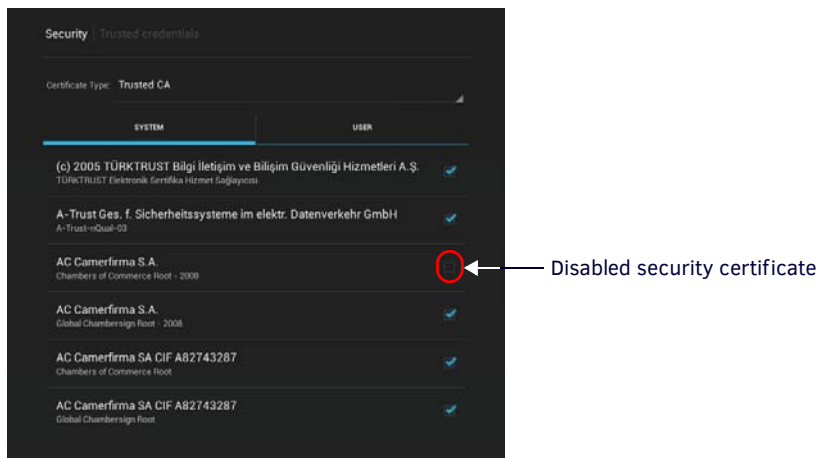 Security | Trusted credentials
Certificate Type: Trusted CA
SYSTEM USER
(c) 2005 TÜRKTRUST Bilgi İletişim ve Bilişim Güvenliği Hizmetleri A.Ş.
TÜRKTRUST Elektronik Sertifika Hizmet Sağlayıcısı
A-Trust Ges. f. Sicherheitssysteme im elektr. Datenverkehr GmbH
A-Trust-nQual-03
AC Camerfirma S.A.
Chambers of Commerce Root - 2008
Disabled security certificate
AC Camerfirma S.A.
Global Chambersign Root - 2008
AC Camerfirma SA CIF A82743287
Chambers of Commerce Root
AC Camerfirma SA CIF A82743287
Global Chambersign Root